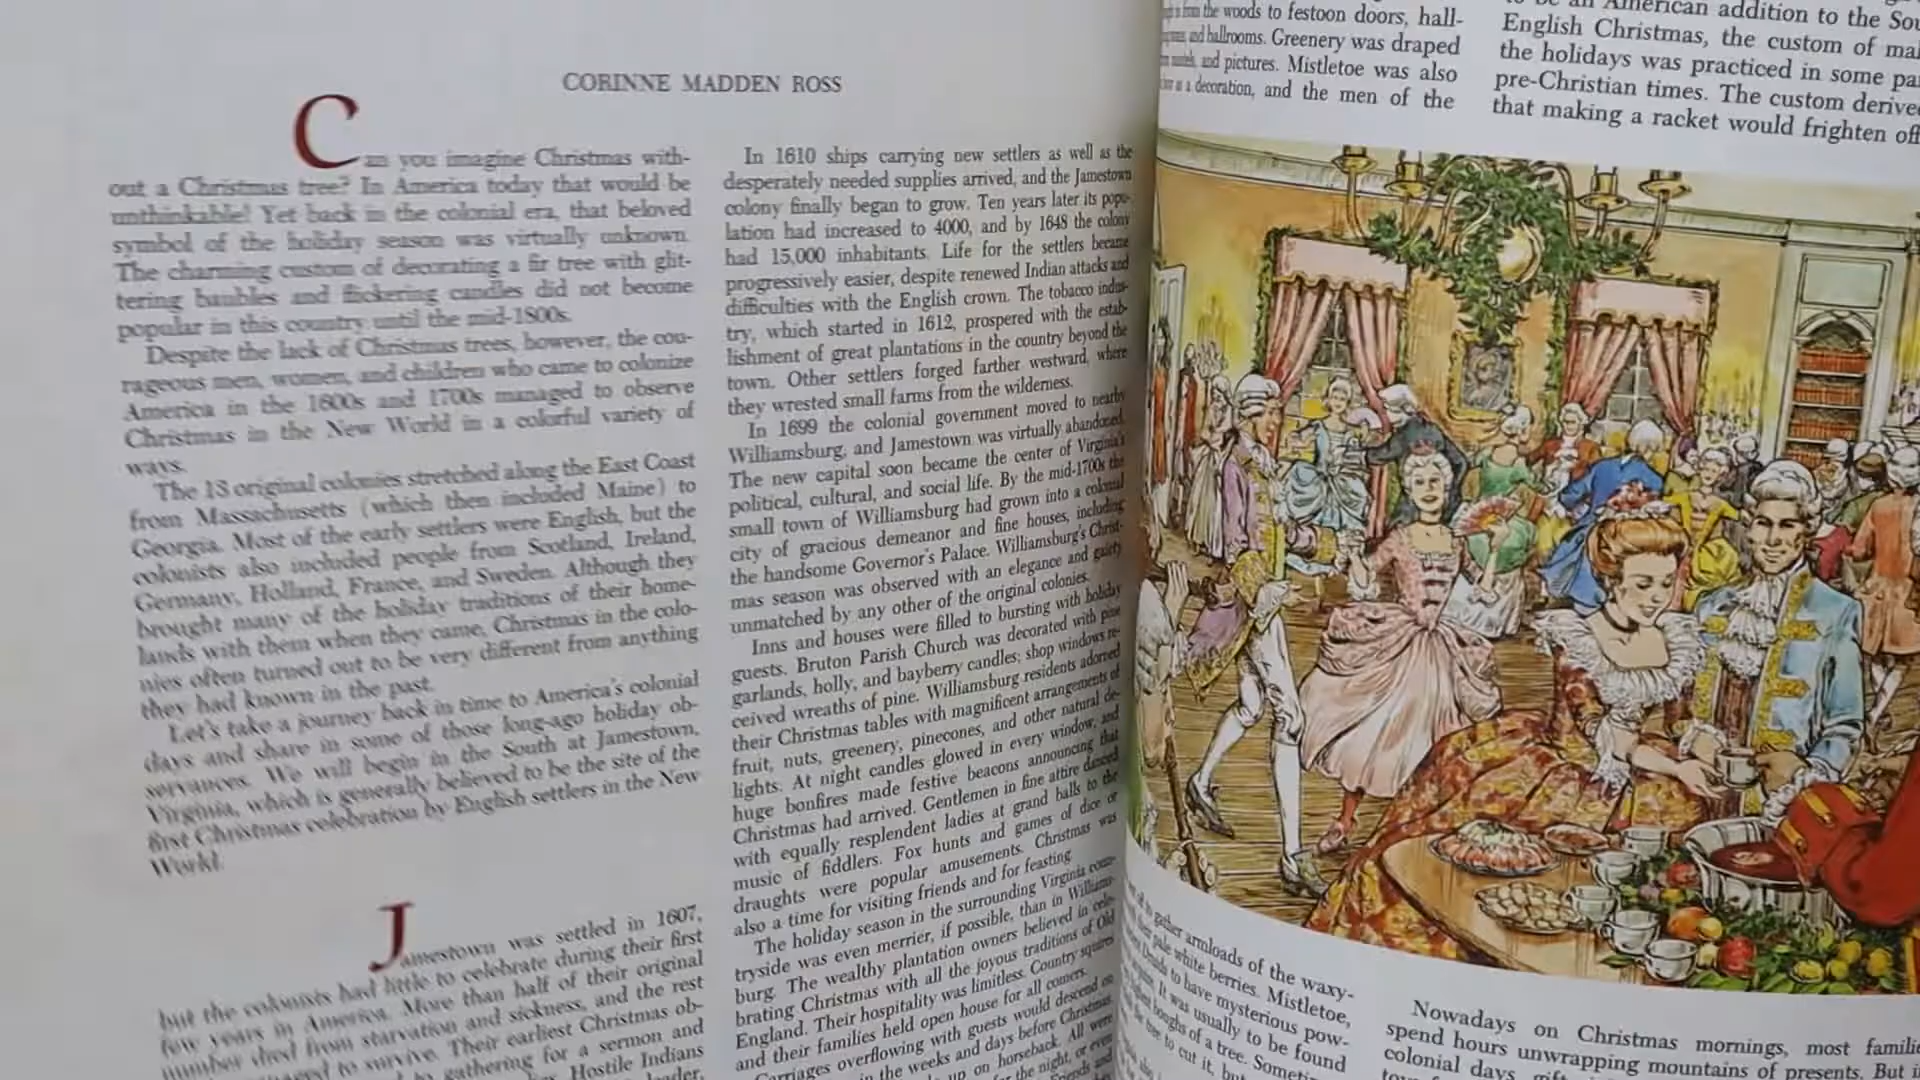 CORINNE MADDEN ROSS
Can you imagine Christmas with-
out a Christmas tree? In America today that would be
unthinkable! Yet back in the colonial era, that beloved
symbol of the holiday season was virtually unknown.
The charming custom of decorating a fir tree with glit-
tering baubles and flickering candles did not become
popular in this country until the mid-1800s.
Despite the lack of Christmas trees, however, the cou-
rageous men, women, and children who came to colonize
America in the 1600s and 1700s managed to observe
Christmas in the New World in a colorful variety of
ways.
The 13 original colonies stretched along the East Coast
from Massachusetts (which then included Maine) to
Georgia. Most of the early settlers were English, but the
colonists also included people from Scotland, Ireland,
Germany, Holland, France, and Sweden. Although they
brought many of the holiday traditions of their home-
lands with them when they came, Christmas in the colo-
nies often turned out to be very different from anything
they had known in the past.
Let's take a journey back in time to America's colonial
days and share in some of those long-ago holiday ob-
servances. We will begin in the South at Jamestown,
Virginia, which is generally believed to be the site of the
first Christmas celebration by English settlers in the New
World.
Jamestown was settled in 1607,
but the colonists had little to celebrate during their first
few years in America. More than half of their original
number died from starvation and sickness, and the rest
to survive. Their earliest Christmas ob-
to gathering for a sermon and
Hostile Indians
leader,
In 1610 ships carrying new settlers as well as the
desperately needed supplies arrived, and the Jamestown
colony finally began to grow. Ten years later its popu-
lation had increased to 4000, and by 1648 the colony
had 15,000 inhabitants. Life for the settlers became
progressively easier, despite renewed Indian attacks and
difficulties with the English crown. The tobacco indus-
try, which started in 1612, prospered with the estab-
lishment of great plantations in the country beyond the
town. Other settlers forged farther westward, where
they wrested small farms from the wilderness.
In 1699 the colonial government moved to nearby
Williamsburg, and Jamestown was virtually abandoned.
The new capital soon became the center of Virginia's
political, cultural, and social life. By the mid-1700s the
small town of Williamsburg had grown into a colonial
city of gracious demeanor and fine houses, including
the handsome Governor's Palace. Williamsburg's Christ-
mas season was observed with an elegance and gaiety
unmatched by any other of the original colonies.
Inns and houses were filled to bursting with holiday
guests. Bruton Parish Church was decorated with pine
garlands, holly, and bayberry candles; shop windows re-
ceived wreaths of pine. Williamsburg residents adorned
their Christmas tables with magnificent arrangements of
fruit, nuts, greenery, pinecones, and other natural de-
lights. At night candles glowed in every window, and
huge bonfires made festive beacons announcing that
Christmas had arrived. Gentlemen in fine attire danced
with equally resplendent ladies at grand balls to the
music of fiddlers. Fox hunts and games of dice or
draughts were popular amusements. Christmas was
also a time for visiting friends and for feasting.
The holiday season in the surrounding Virginia coun-
tryside was even merrier, if possible, than in Williams-
burg. The wealthy plantation owners believed in cele-
brating Christmas with all the joyous traditions of Old
England. Their hospitality was limitless. Country squires
and their families held open house for all comers.
Carriages overflowing with guests would descend on
in the weeks and days before Christmas.
up on horseback. All were
for the night, or even
Friends and
from the woods to festoon doors, hall-
and ballrooms. Greenery was draped
and pictures. Mistletoe was also
as a decoration, and the men of the
to gather armloads of the waxy-
pale white berries. Mistletoe,
Druids to have mysterious pow-
It was usually to be found
boughs of a tree. Someti
the tree to cut it, but
to be an American addition to the Sou
English Christmas, the custom of mak
the holidays was practiced in some par
pre-Christian times. The custom derive
that making a racket would frighten off
Nowadays on Christmas mornings, most familie
spend hours unwrapping mountains of presents. But i
colonial days,